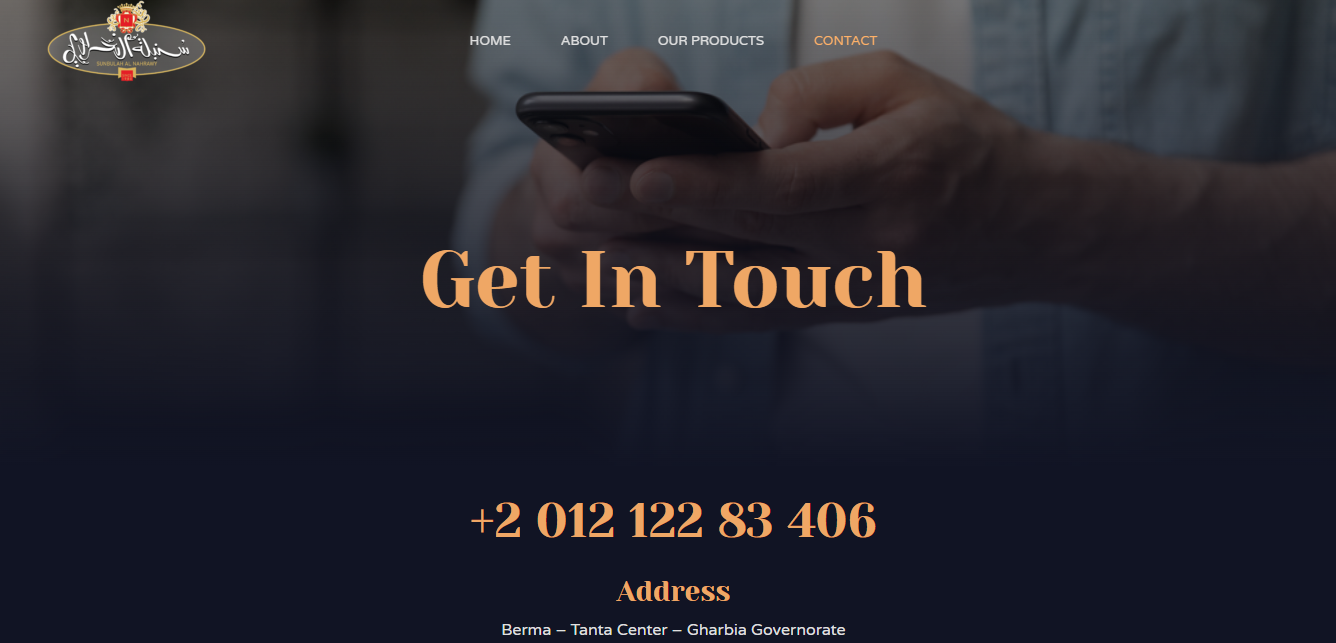 سنبلة النحراوي
SUNBULAH AL NAHRAWY
HOME ABOUT OUR PRODUCTS CONTACT
Get In Touch
+2 012 122 83 406
Address
Berma – Tanta Center – Gharbia Governorate